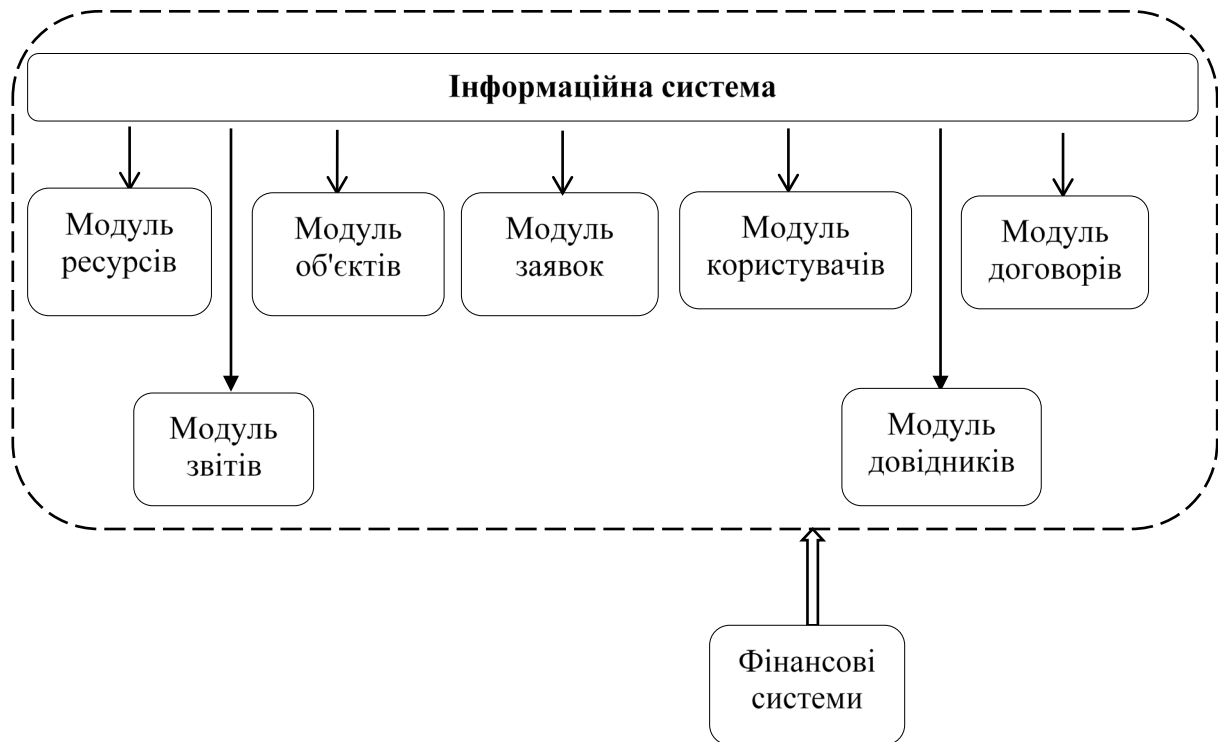 Інформаційна система
Модуль
ресурсів
Модуль
об'єктів
Модуль
заявок
Модуль
користувачів
Модуль
договорів
Модуль
звітів
Модуль
довідників
Фінансові
системи